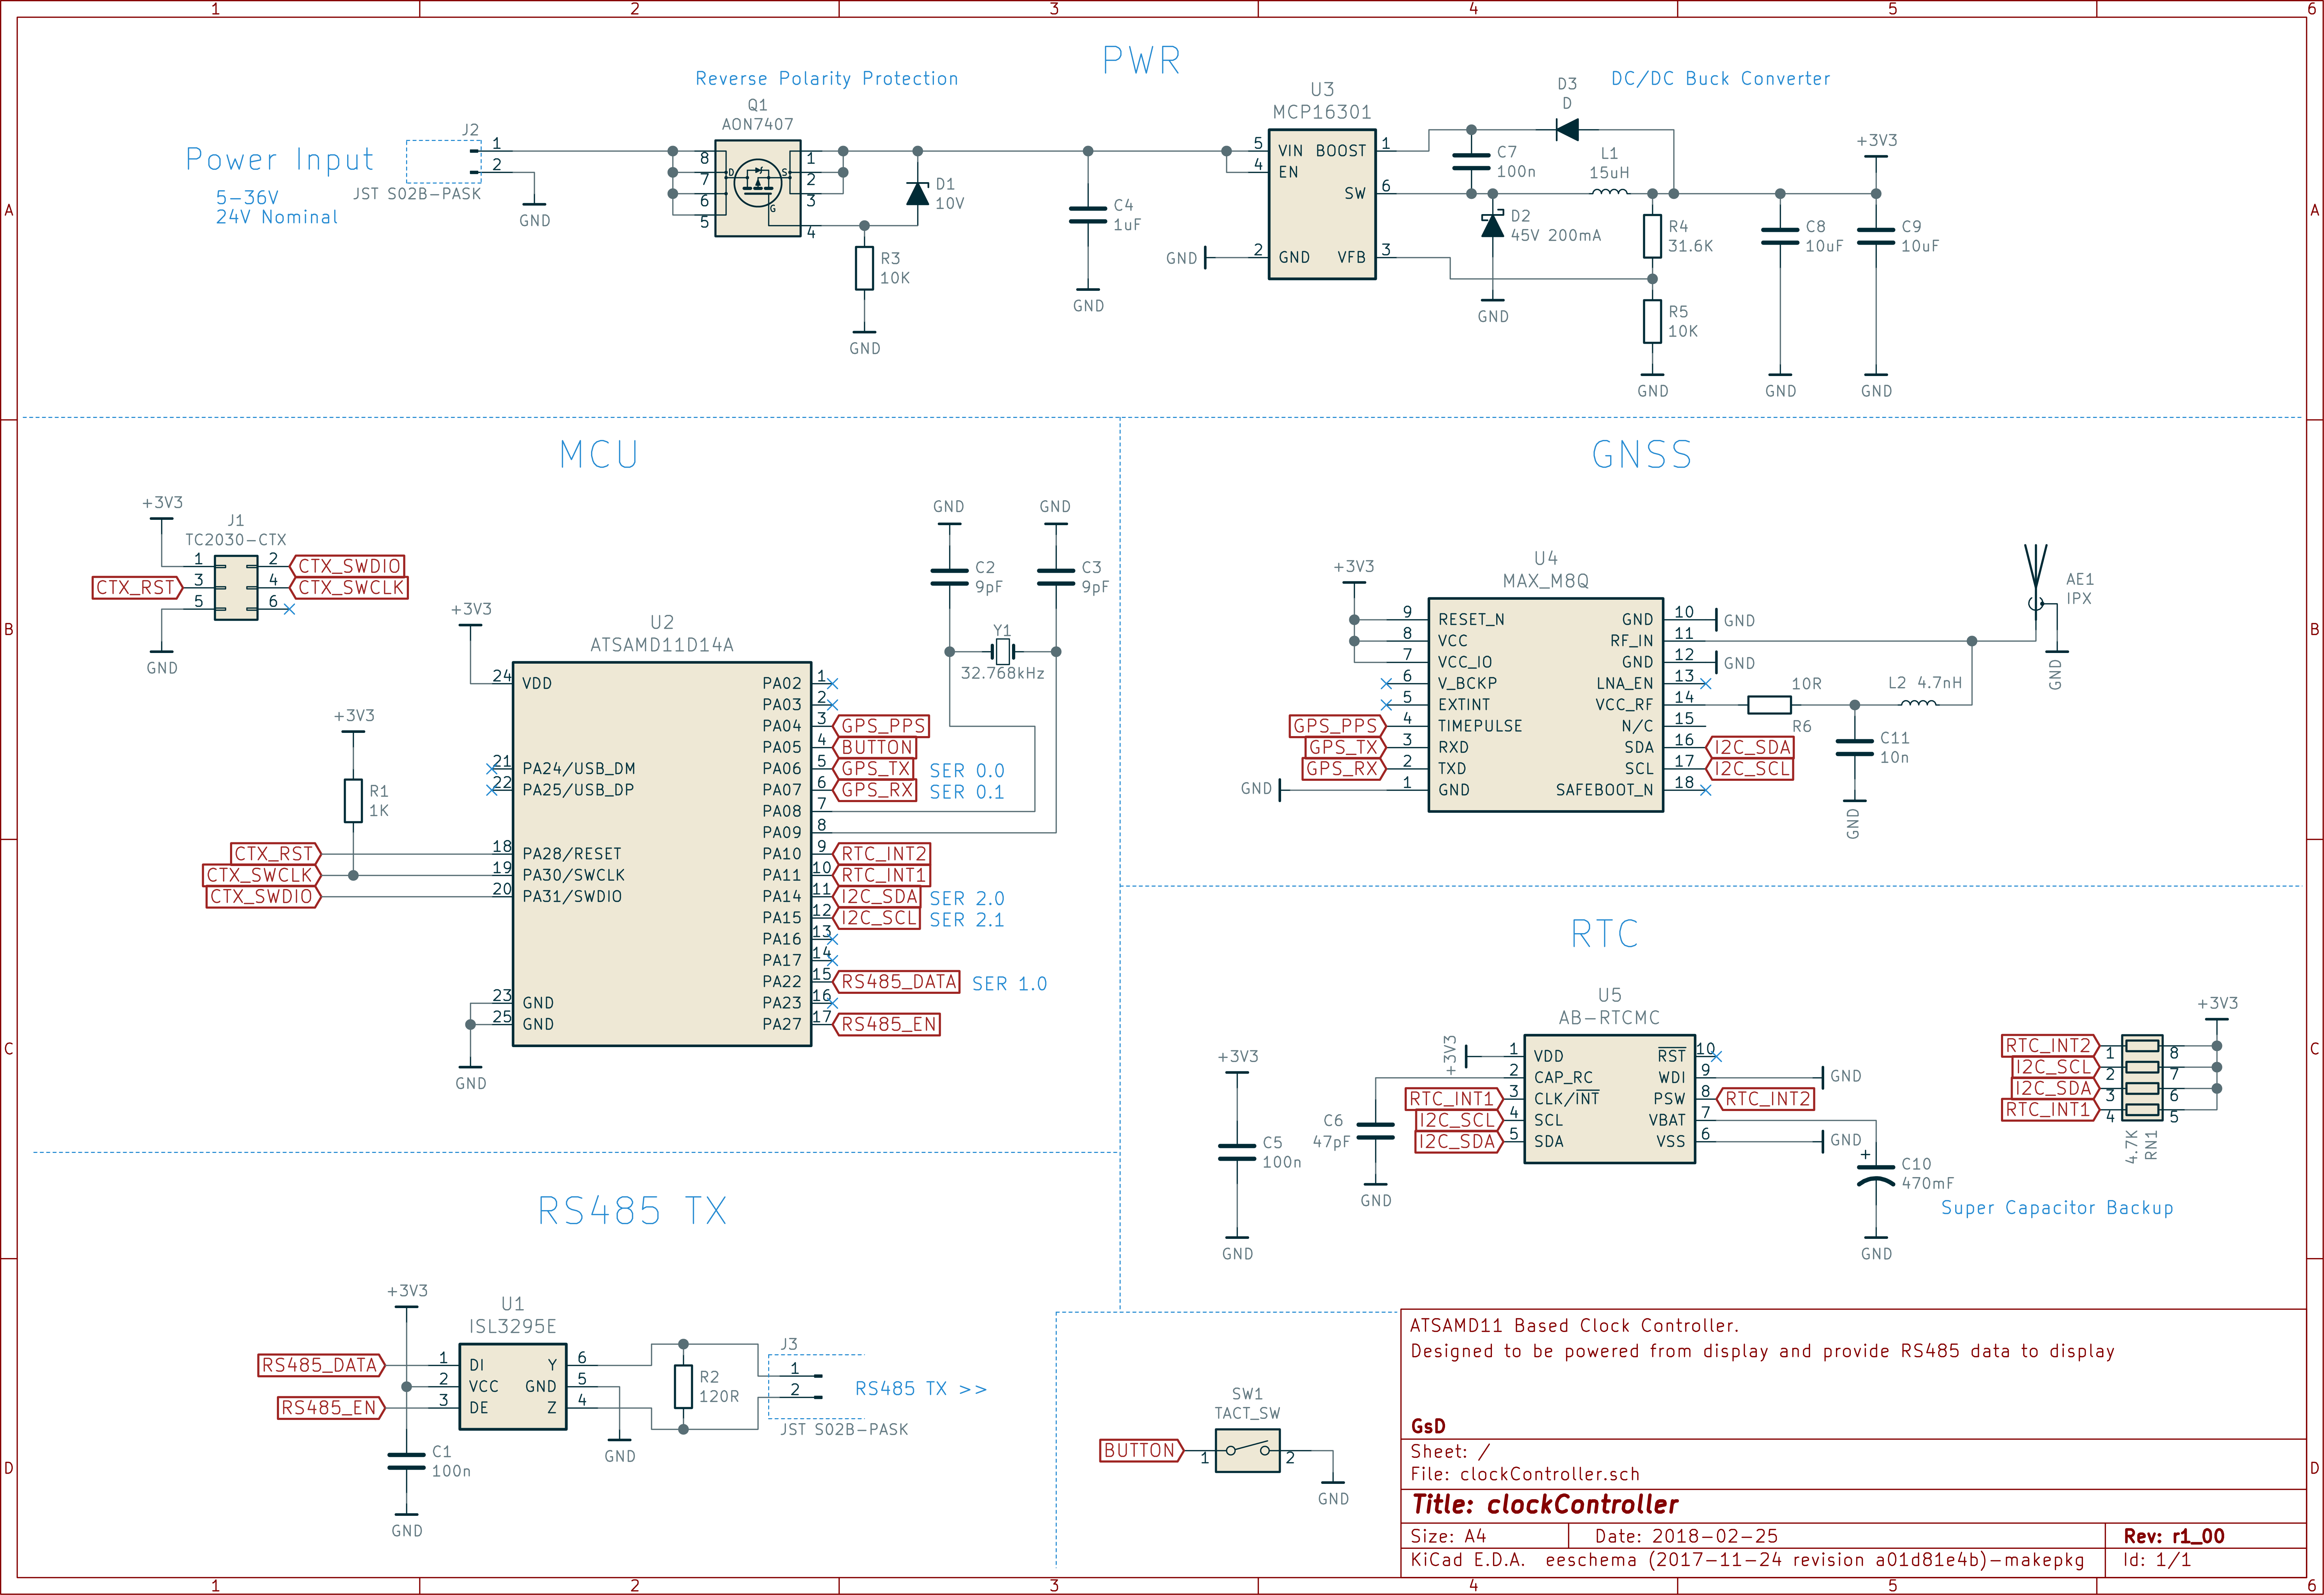 1 2 3 4 5 6
PWR
Reverse Polarity Protection
DC/DC Buck Converter
Power Input
5-36V
24V Nominal
J2
1
2
JST S02B-PASK
GND
Q1
AON7407
8
7
6
5
D
S
G
1
2
3
4
D1
10V
R3
10K
GND
C4
1uF
GND
U3
MCP16301
5 VIN BOOST 1
4 EN
SW 6
2 GND VFB 3
GND
D3
D
C7
100n
L1
15uH
D2
45V 200mA
GND
R4
31.6K
R5
10K
GND
C8
10uF
GND
+3V3
C9
10uF
GND
A
A
MCU
+3V3
J1
TC2030-CTX
1 2 CTX_SWDIO
CTX_RST 3 4 CTX_SWCLK
5 6
GND
+3V3
R1
1K
+3V3
U2
ATSAMD11D14A
24 VDD
21 PA24/USB_DM
22 PA25/USB_DP
CTX_RST 18 PA28/RESET
CTX_SWCLK 19 PA30/SWCLK
CTX_SWDIO 20 PA31/SWDIO
23 GND
25 GND
GND
PA02 1
PA03 2
PA04 3 GPS_PPS
PA05 4 BUTTON
PA06 5 GPS_TX SER 0.0
PA07 6 GPS_RX SER 0.1
PA08 7
PA09 8
PA10 9 RTC_INT2
PA11 10 RTC_INT1
PA14 11 I2C_SDA SER 2.0
PA15 12 I2C_SCL SER 2.1
PA16 13
PA17 14
PA22 15 RS485_DATA SER 1.0
PA23 16
PA27 17 RS485_EN
GND
GND
C2
9pF
C3
9pF
Y1
32.768kHz
B
B
GNSS
+3V3
U4
MAX_M8Q
9 RESET_N GND 10 GND
8 VCC RF_IN 11
7 VCC_IO GND 12 GND
6 V_BCKP LNA_EN 13
5 EXTINT VCC_RF 14
GPS_PPS 4 TIMEPULSE N/C 15
GPS_TX 3 RXD SDA 16 I2C_SDA
GPS_RX 2 TXD SCL 17 I2C_SCL
GND 1 GND SAFEBOOT_N 18
10R
R6
L2 4.7nH
C11
10n
GND
AE1
IPX
GND
C
C
RTC
+3V3
C5
100n
GND
U5
AB-RTCMC
+3V3
1 VDD RST 10
2 CAP_RC WDI 9 GND
RTC_INT1 3 CLK/INT PSW 8 RTC_INT2
I2C_SCL 4 SCL VBAT 7
I2C_SDA 5 SDA VSS 6 GND
C6
47pF
GND
+
C10
470mF
GND
Super Capacitor Backup
+3V3
RTC_INT2 1 8
I2C_SCL 2 7
I2C_SDA 3 6
RTC_INT1 4 5
4.7K
RN1
RS485 TX
+3V3
U1
ISL3295E
RS485_DATA 1 DI Y 6
2 VCC GND 5
RS485_EN 3 DE Z 4
C1
100n
GND
GND
R2
120R
J3
1
2
JST S02B-PASK
RS485 TX >>
SW1
TACT_SW
BUTTON 1 2
GND
D
D
ATSAMD11 Based Clock Controller.
Designed to be powered from display and provide RS485 data to display
GsD
Sheet: /
File: clockController.sch
Title: clockController
Size: A4 Date: 2018-02-25 Rev: r1_00
KiCad E.D.A. eeschema (2017-11-24 revision a01d81e4b)-makepkg Id: 1/1
1 2 3 4 5 6